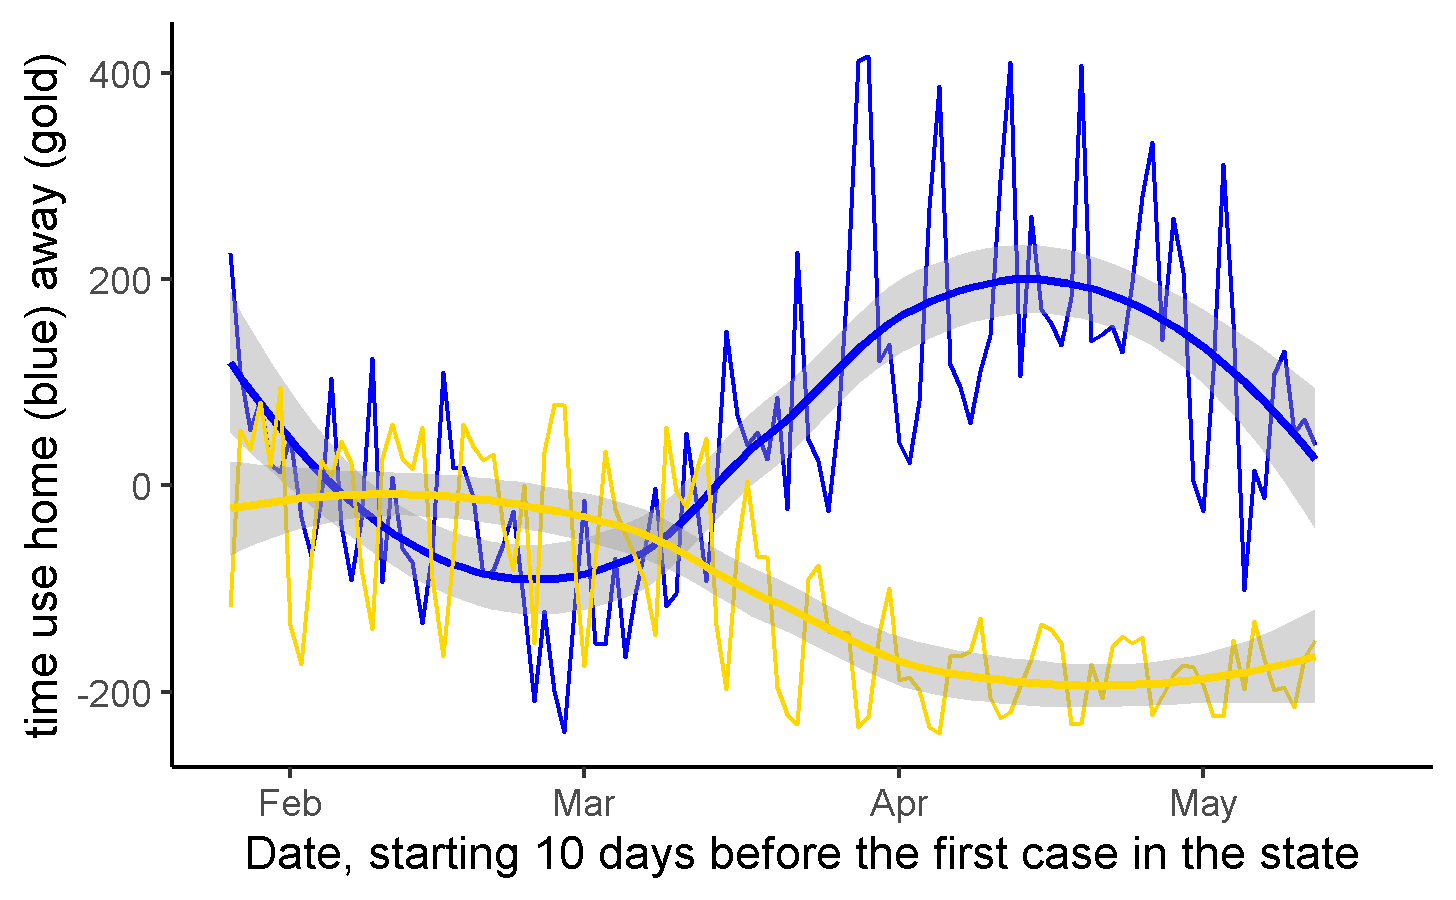 time use home (blue) away (gold)
400
200
0
-200
Feb Mar Apr May
Date, starting 10 days before the first case in the state